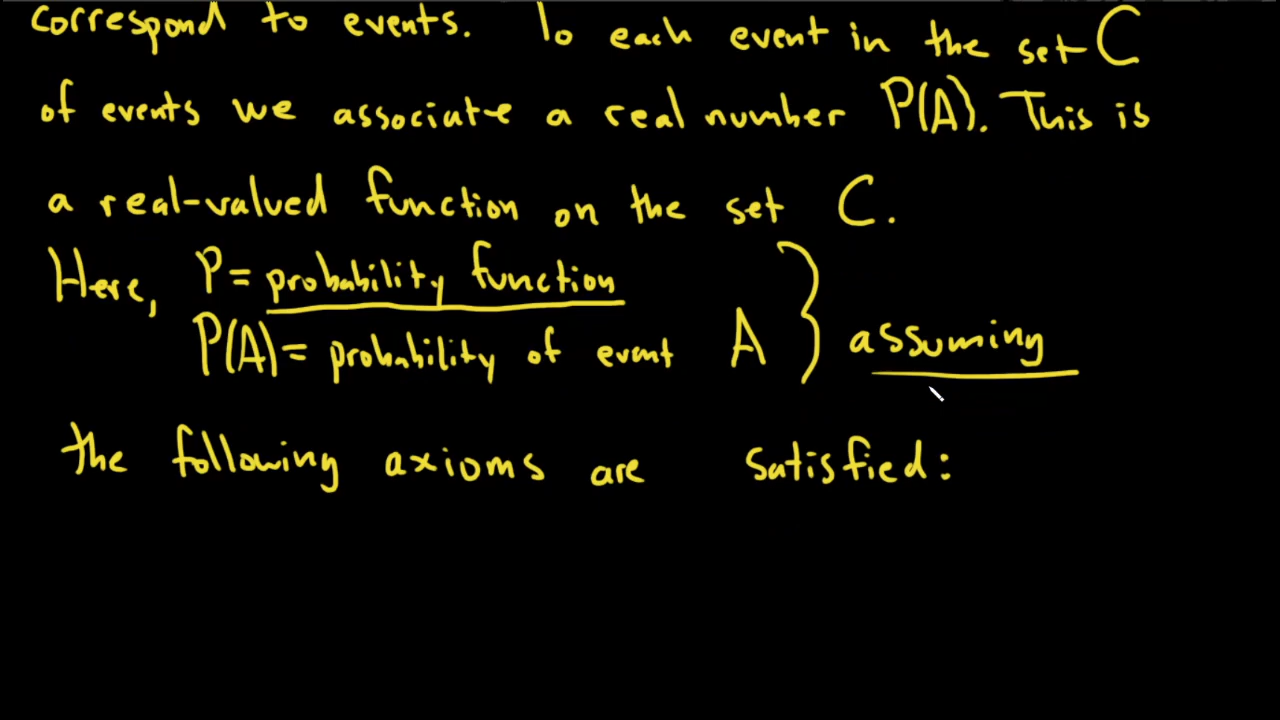 correspond to events. To each event in the set C
of events we associate a real number P(A). This is
a real-valued function on the set C.
Here, P = probability function
P(A) = probability of event A } assuming
the following axioms are satisfied: